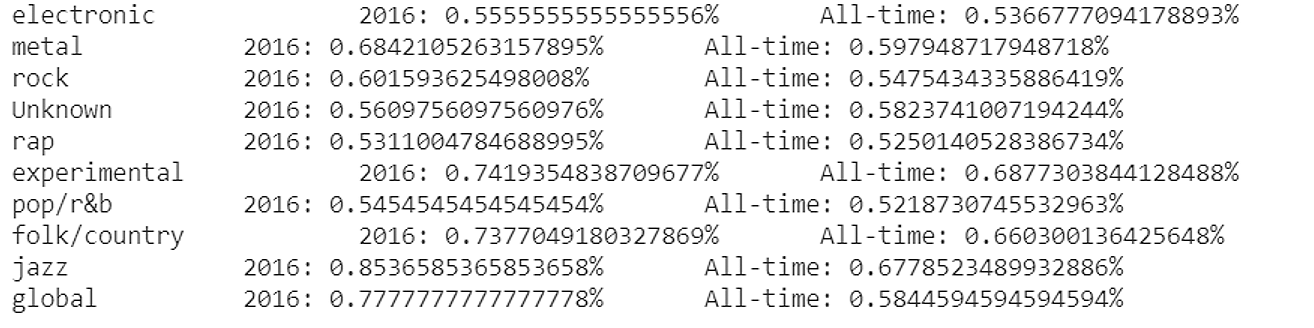 electronic 2016: 0.5555555555555556% All-time: 0.5366777094178893%
metal 2016: 0.6842105263157895% All-time: 0.597948717948718%
rock 2016: 0.601593625498008% All-time: 0.5475434335886419%
Unknown 2016: 0.5609756097560976% All-time: 0.5823741007194244%
rap 2016: 0.5311004784688995% All-time: 0.5250140528386734%
experimental 2016: 0.7419354838709677% All-time: 0.6877303844128488%
pop/r&b 2016: 0.5454545454545454% All-time: 0.5218730745532963%
folk/country 2016: 0.7377049180327869% All-time: 0.660300136425648%
jazz 2016: 0.8536585365853658% All-time: 0.6778523489932886%
global 2016: 0.7777777777777778% All-time: 0.5844594594594594%